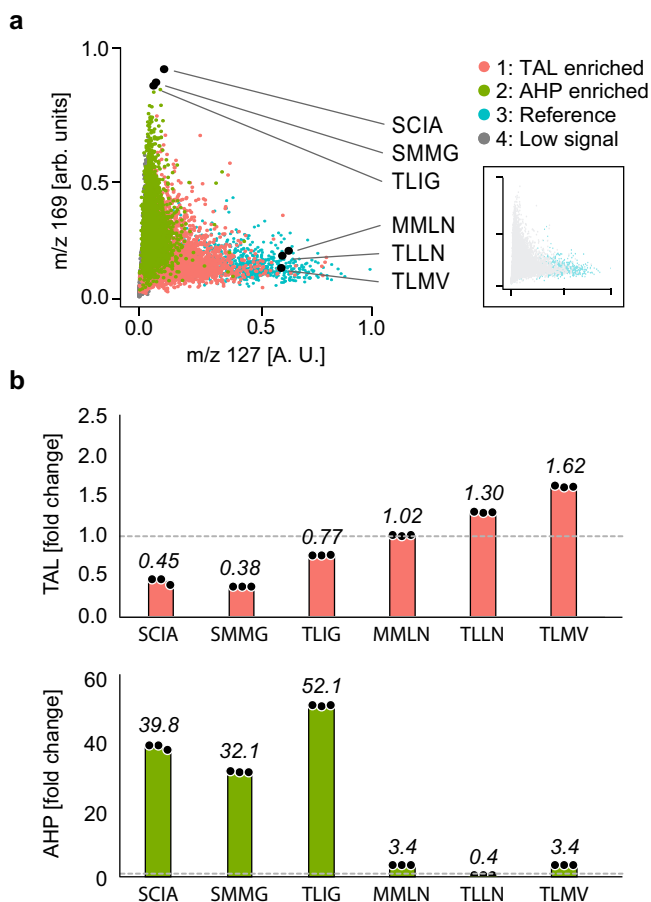 a
m/z 169 [arb. units]
1.0
0.5
0.0
0.0 0.5 1.0
m/z 127 [A. U.]
SCIA
SMMG
TLIG
MMLN
TLLN
TLMV
1: TAL enriched
2: AHP enriched
3: Reference
4: Low signal
b
TAL [fold change]
2.5
2.0
1.5
1.0
0.5
0.0
0.45 0.38 0.77 1.02 1.30 1.62
SCIA SMMG TLIG MMLN TLLN TLMV
AHP [fold change]
60
40
20
0
39.8 32.1 52.1 3.4 0.4 3.4
SCIA SMMG TLIG MMLN TLLN TLMV